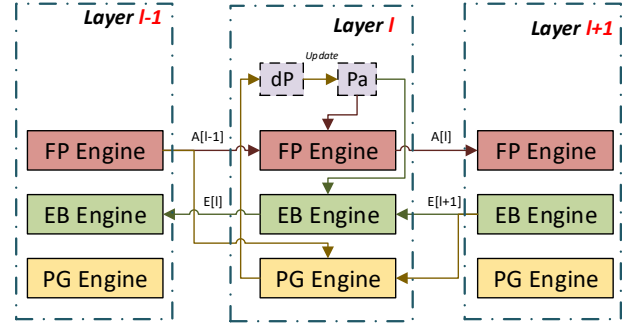 Layer l-1
Layer l
Layer l+1
Update
dP
Pa
A[l-1]
A[l]
FP Engine
FP Engine
FP Engine
E[l]
E[l+1]
EB Engine
EB Engine
EB Engine
PG Engine
PG Engine
PG Engine